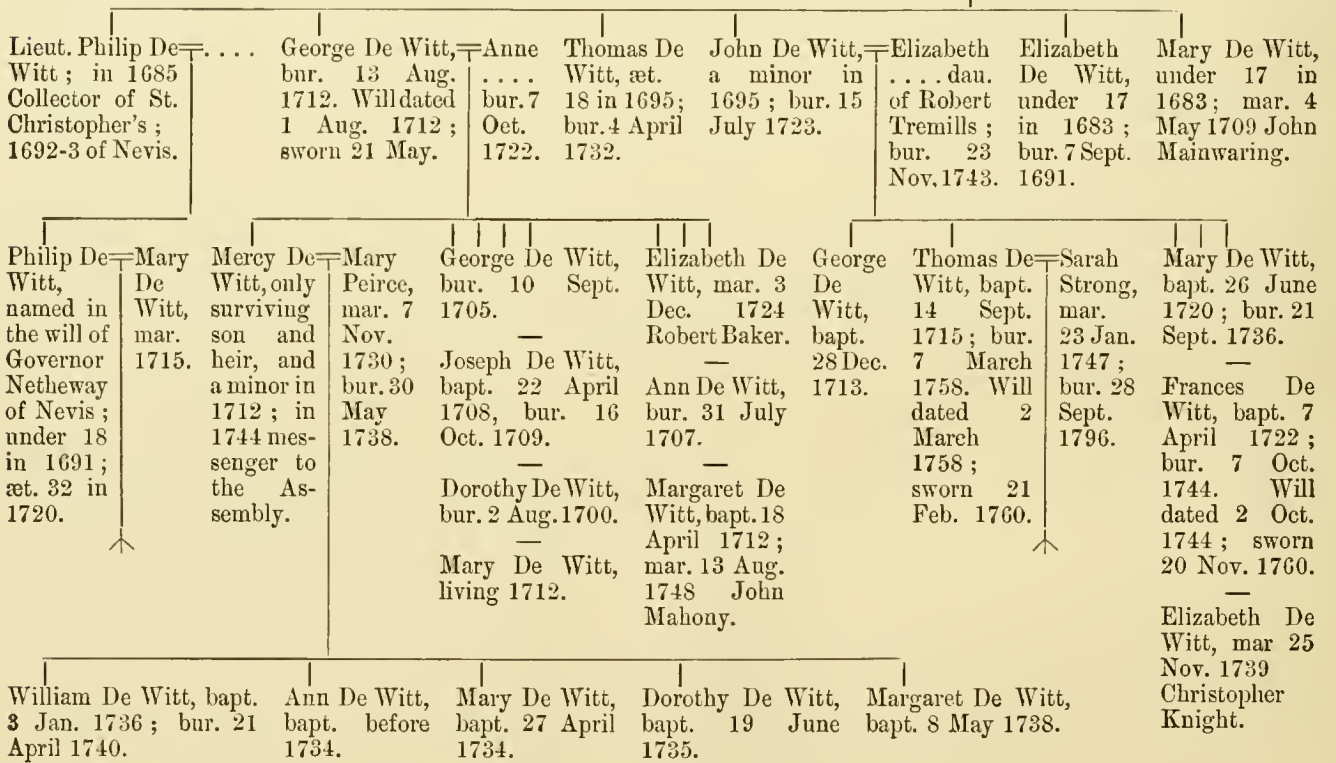 Lieut. Philip De
Witt ; in 1685
Collector of St.
Christopher's ;
1692-3 of Nevis.
. . . .
George De Witt,
bur. 13 Aug.
1712. Will dated
1 Aug. 1712 ;
sworn 21 May.
Anne
. . . .
bur. 7
Oct.
1722.
Thomas De
Witt, æt.
18 in 1695;
bur. 4 April
1732.
John De Witt,
a minor in
1695 ; bur. 15
July 1723.
Elizabeth
. . . . dau.
of Robert
Tremills ;
bur. 23
Nov. 1743.
Elizabeth
De Witt,
under 17
in 1683 ;
bur. 7 Sept.
1691.
Mary De Witt,
under 17 in
1683; mar. 4
May 1709 John
Mainwaring.
Philip De
Witt,
named in
the will of
Governor
Netheway
of Nevis ;
under 18
in 1691;
æt. 32 in
1720.
Mary
De
Witt,
mar.
1715.
Mercy De
Witt, only
surviving
son and
heir, and
a minor in
1712 ; in
1744 mes-
senger to
the As-
sembly.
Mary
Peirce,
mar. 7
Nov.
1730 ;
bur. 30
May
1738.
George De Witt,
bur. 10 Sept.
1705.
—
Joseph De Witt,
bapt. 22 April
1708, bur. 16
Oct. 1709.
—
Dorothy De Witt,
bur. 2 Aug. 1700.
—
Mary De Witt,
living 1712.
Elizabeth De
Witt, mar. 3
Dec. 1724
Robert Baker.
—
Ann De Witt,
bur. 31 July
1707.
—
Margaret De
Witt, bapt. 18
April 1712 ;
mar. 13 Aug.
1748 John
Mahony.
George
De
Witt,
bapt.
28 Dec.
1713.
Thomas De
Witt, bapt.
14 Sept.
1715 ; bur.
7 March
1758. Will
dated 2
March
1758 ;
sworn 21
Feb. 1760.
Sarah
Strong,
mar.
23 Jan.
1747 ;
bur. 28
Sept.
1796.
Mary De Witt,
bapt. 26 June
1720 ; bur. 21
Sept. 1736.
—
Frances De
Witt, bapt. 7
April 1722 ;
bur. 7 Oct.
1744. Will
dated 2 Oct.
1744 ; sworn
20 Nov. 1760.
—
Elizabeth De
Witt, mar 25
Nov. 1739
Christopher
Knight.
William De Witt, bapt.
3 Jan. 1736 ; bur. 21
April 1740.
Ann De Witt,
bapt. before
1734.
Mary De Witt,
bapt. 27 April
1734.
Dorothy De Witt,
bapt. 19 June
1735.
Margaret De Witt,
bapt. 8 May 1738.